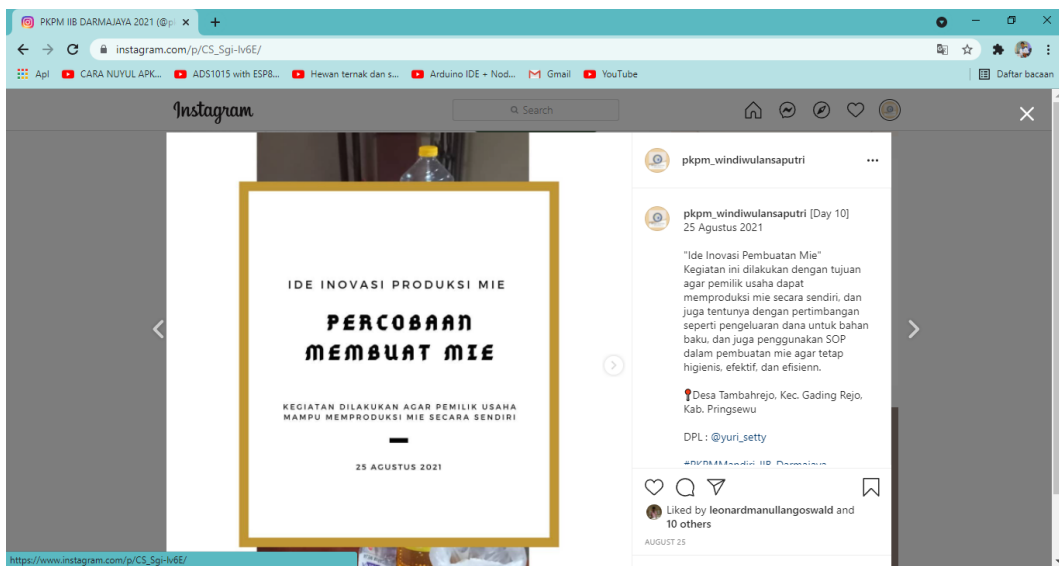 PKPM IIB DARMAJAYA 2021 (@p
instagram.com/p/CS_Sgi-Iv6E/
Apl CARA NUYUL APK... ADS1015 with ESP8... Hewan ternak dan s... Arduino IDE + Nod... Gmail YouTube Daftar bacaan
Instagram
Search
IDE INOVASI PRODUKSI MIE
PERCOBAAN
MEMBUAT MIE
KEGIATAN DILAKUKAN AGAR PEMILIK USAHA
MAMPU MEMPRODUKSI MIE SECARA SENDIRI
25 AGUSTUS 2021
pkpm_windiwulansaputri
pkpm_windiwulansaputri [Day 10]
25 Agustus 2021
"Ide Inovasi Pembuatan Mie"
Kegiatan ini dilakukan dengan tujuan
agar pemilik usaha dapat
memproduksi mie secara sendiri, dan
juga tentunya dengan pertimbangan
seperti pengeluaran dana untuk bahan
baku, dan juga penggunakan SOP
dalam pembuatan mie agar tetap
higienis, efektif, dan efisienn.
Desa Tambahrejo, Kec. Gading Rejo,
Kab. Pringsewu
DPL : @yuri_setty
#PKPMMandiri_IIB_Darmajaya
Liked by leonardmanullangoswald and
10 others
AUGUST 25
https://www.instagram.com/p/CS_Sgi-Iv6E/